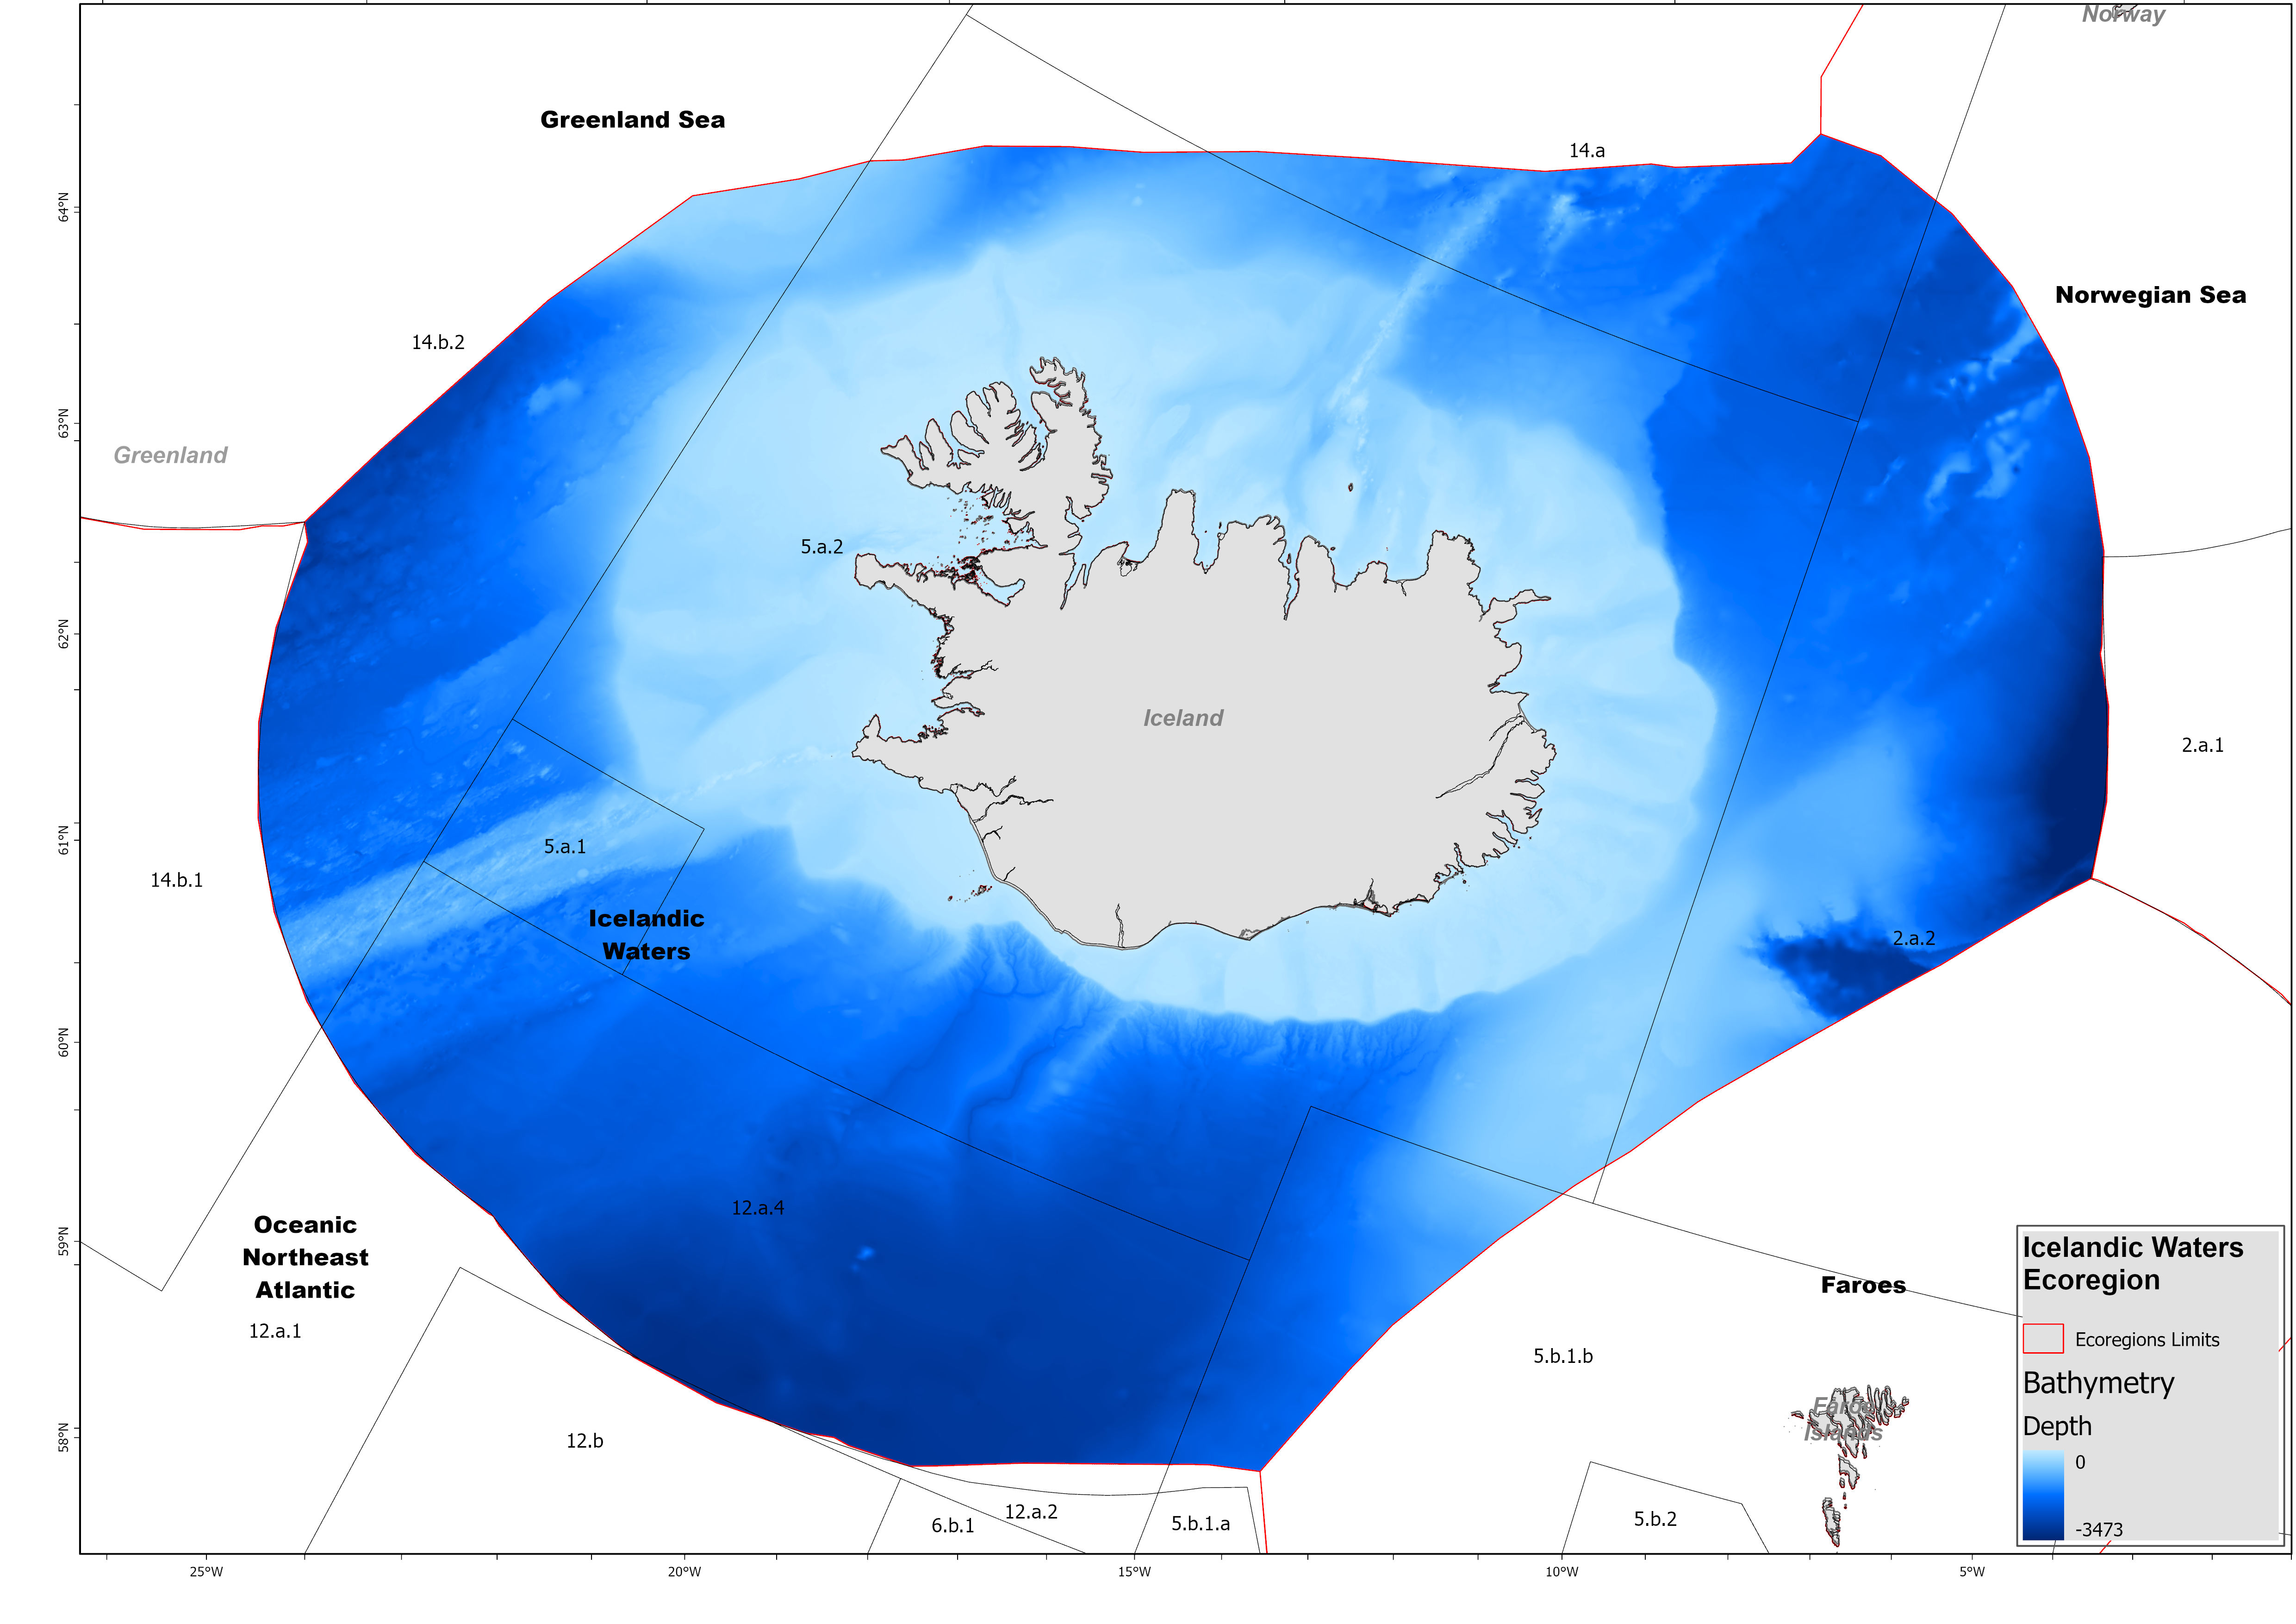 Norway
Greenland Sea
14.a
64°N
Norwegian Sea
14.b.2
63°N
Greenland
5.a.2
62°N
Iceland
2.a.1
61°N
5.a.1
14.b.1
Icelandic
Waters
2.a.2
60°N
12.a.4
Oceanic
Northeast
Atlantic
59°N
12.a.1
Faroes
5.b.1.b
Faroe
Islands
58°N
12.b
6.b.1
12.a.2
5.b.1.a
5.b.2
Icelandic Waters
Ecoregion
Ecoregions Limits
Bathymetry
Depth
0
-3473
25°W
20°W
15°W
10°W
5°W